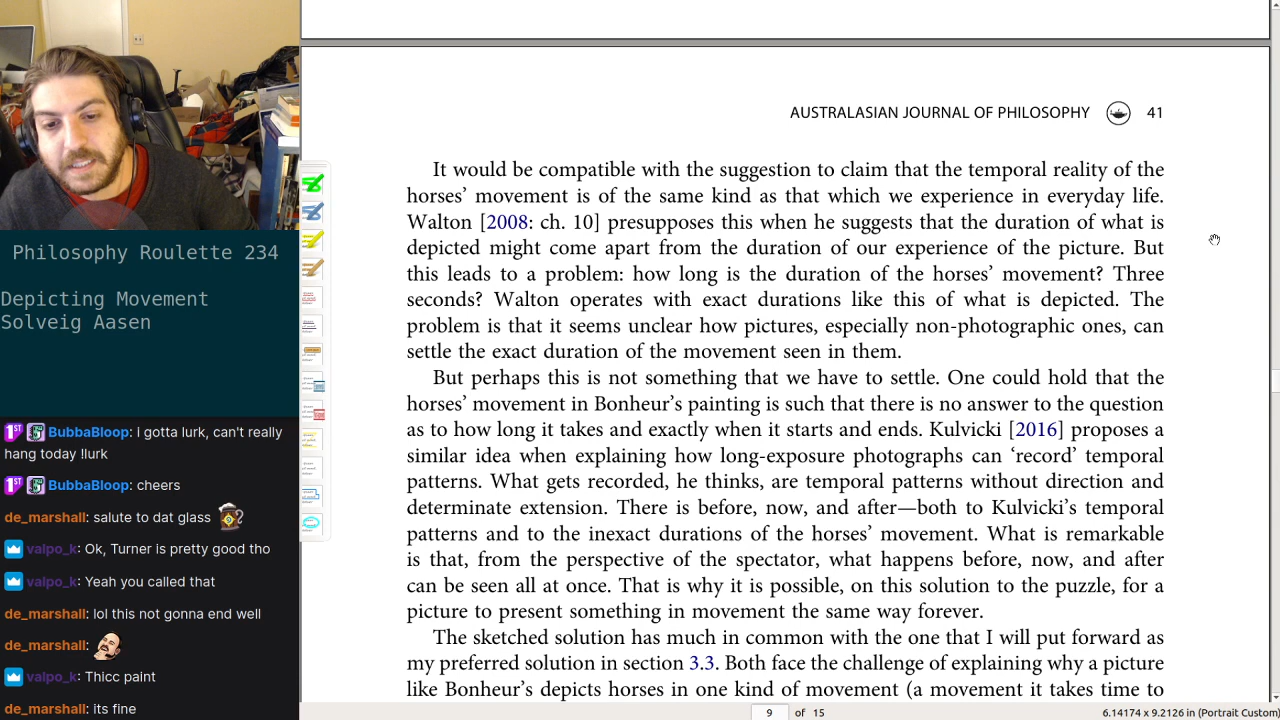 AUSTRALASIAN JOURNAL OF PHILOSOPHY 41
It would be compatible with the suggestion to claim that the temporal reality of the
horses' movement is of the same kind as that which we experience in everyday life.
Walton [2008: ch. 10] presupposes this when he suggests that the duration of what is
depicted might come apart from the duration of our experience of the picture. But
this leads to a problem: how long is the duration of the horses' movement? Three
seconds? Walton operates with exact durations like this of what is depicted. The
problem is that it seems unclear how pictures, especially non-photographic ones, can
settle the exact duration of the movement seen in them.
But perhaps this is not something that we have to settle. One could hold that the
horses' movement in Bonheur's painting is such that there is no answer to the question
as to how long it takes and exactly when it starts and ends. Kulvicki [2016] proposes a
similar idea when explaining how long-exposure photographs can 'record' temporal
patterns. What gets recorded, he thinks, are temporal patterns without direction and
determinate extension. There is before, now, and after—both to Kulvicki's temporal
patterns and to the inexact durations of the horses' movement. What is remarkable
is that, from the perspective of the spectator, what happens before, now, and after
can be seen all at once. That is why it is possible, on this solution to the puzzle, for a
picture to present something in movement the same way forever.
The sketched solution has much in common with the one that I will put forward as
my preferred solution in section 3.3. Both face the challenge of explaining why a picture
like Bonheur's depicts horses in one kind of movement (a movement it takes time to
9 of 15
6.14174 x 9.2126 in (Portrait Custom)
Philosophy Roulette 234
Depicting Movement
Solveig Aasen
BubbaBloop: I gotta lurk, can't really
hang today !lurk
BubbaBloop: cheers
de_marshall: salute to dat glass
valpo_k: Ok, Turner is pretty good tho
valpo_k: Yeah you called that
de_marshall: lol this not gonna end well
de_marshall:
valpo_k: Thicc paint
de_marshall: its fine